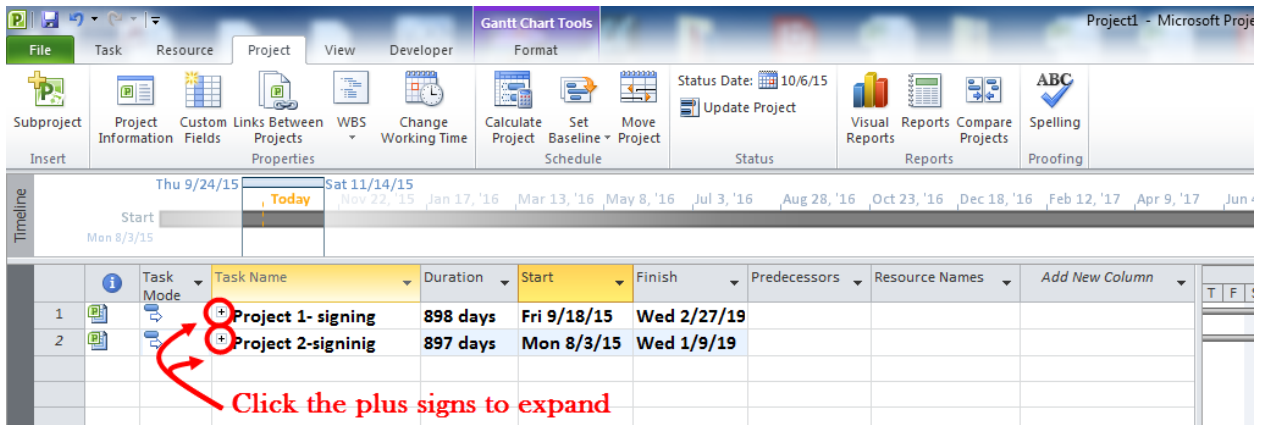 Gantt Chart Tools
Project1 - Microsoft Proje
File Task Resource Project View Developer Format
Subproject
Project Information
Custom Fields
Links Between Projects
WBS
Change Working Time
Calculate Project
Set Baseline
Move Project
Status Date: 10/6/15
Update Project
Visual Reports
Reports
Compare Projects
ABC
Spelling
Insert Properties Schedule Status Reports Proofing
Timeline
Thu 9/24/15 Sat 11/14/15
Today Nov 22, '15 Jan 17, '16 Mar 13, '16 May 8, '16 Jul 3, '16 Aug 28, '16 Oct 23, '16 Dec 18, '16 Feb 12, '17 Apr 9, '17 Jun
Start
Mon 8/3/15
Task Mode Task Name Duration Start Finish Predecessors Resource Names Add New Column
T F S
1 Project 1- signing 898 days Fri 9/18/15 Wed 2/27/19
2 Project 2-signinig 897 days Mon 8/3/15 Wed 1/9/19
Click the plus signs to expand